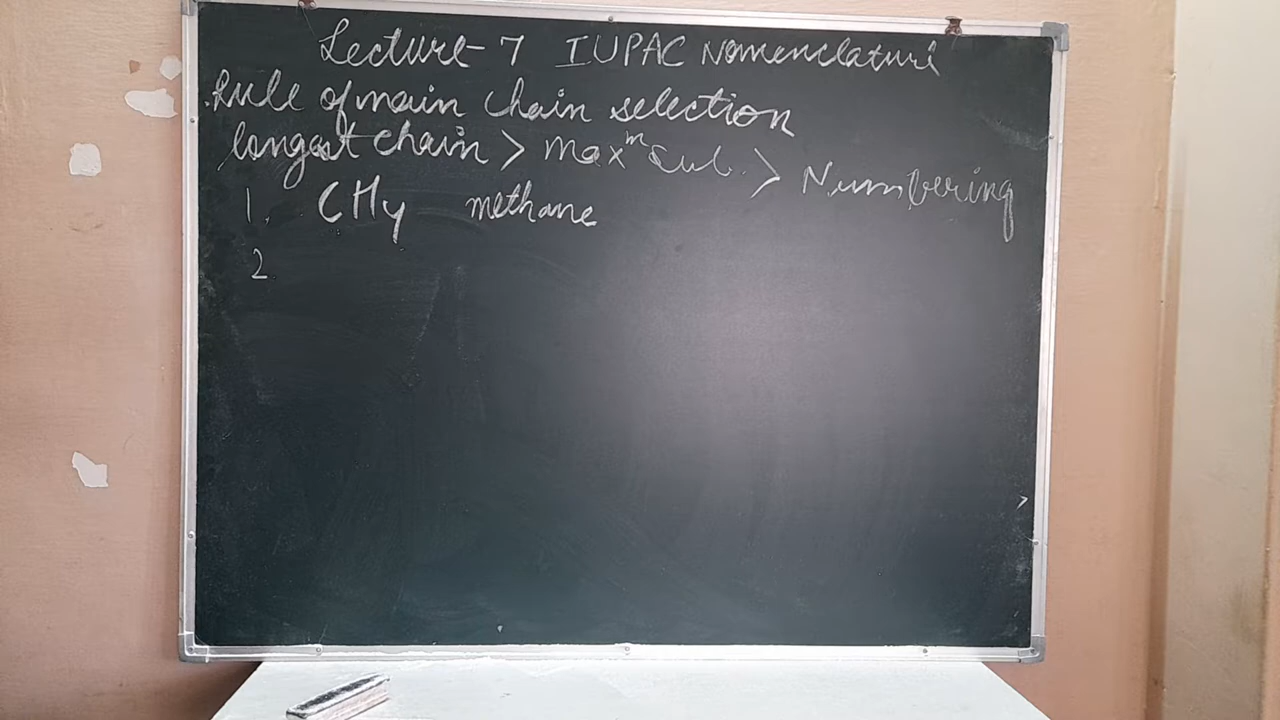 Lecture-7 IUPAC Nomenclature
Rule of main chain selection
longest chain > maxᵐ sub. > Numbering
1. CH4 methane
2